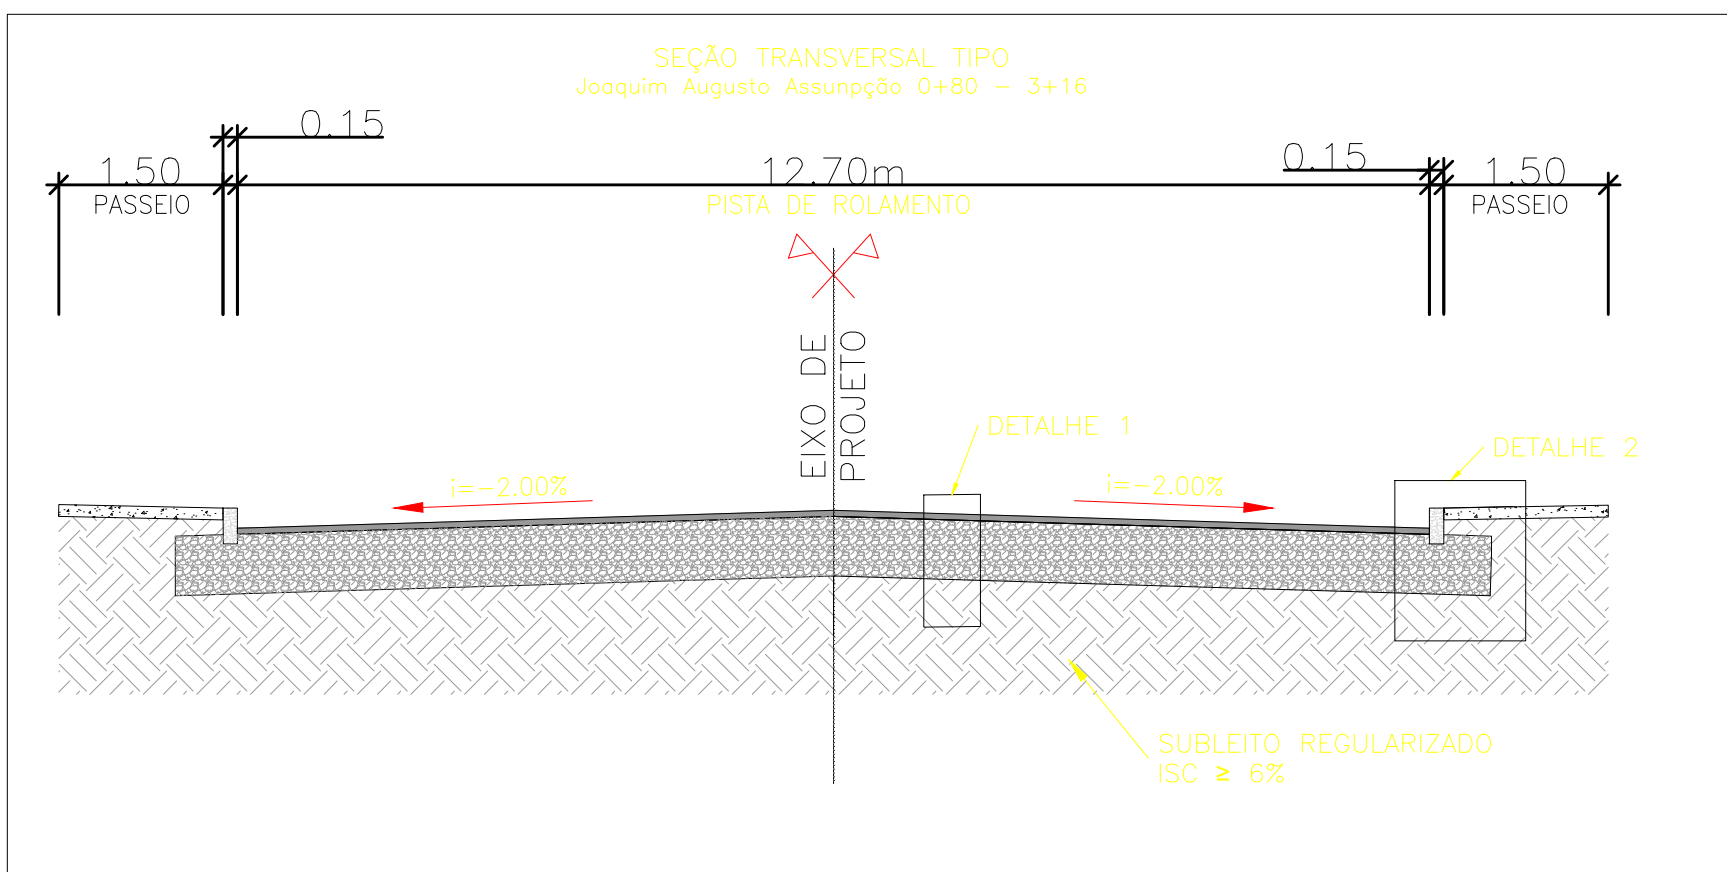 SEÇÃO TRANSVERSAL TIPO
Joaquim Augusto Assunpção 0+80 - 3+16
0.15
0.15
1.50
12.70m
1.50
PASSEIO
PISTA DE ROLAMENTO
PASSEIO
EIXO DE
PROJETO
DETALHE 1
DETALHE 2
i=-2.00%
i=-2.00%
SUBLEITO REGULARIZADO
ISC ≥ 6%